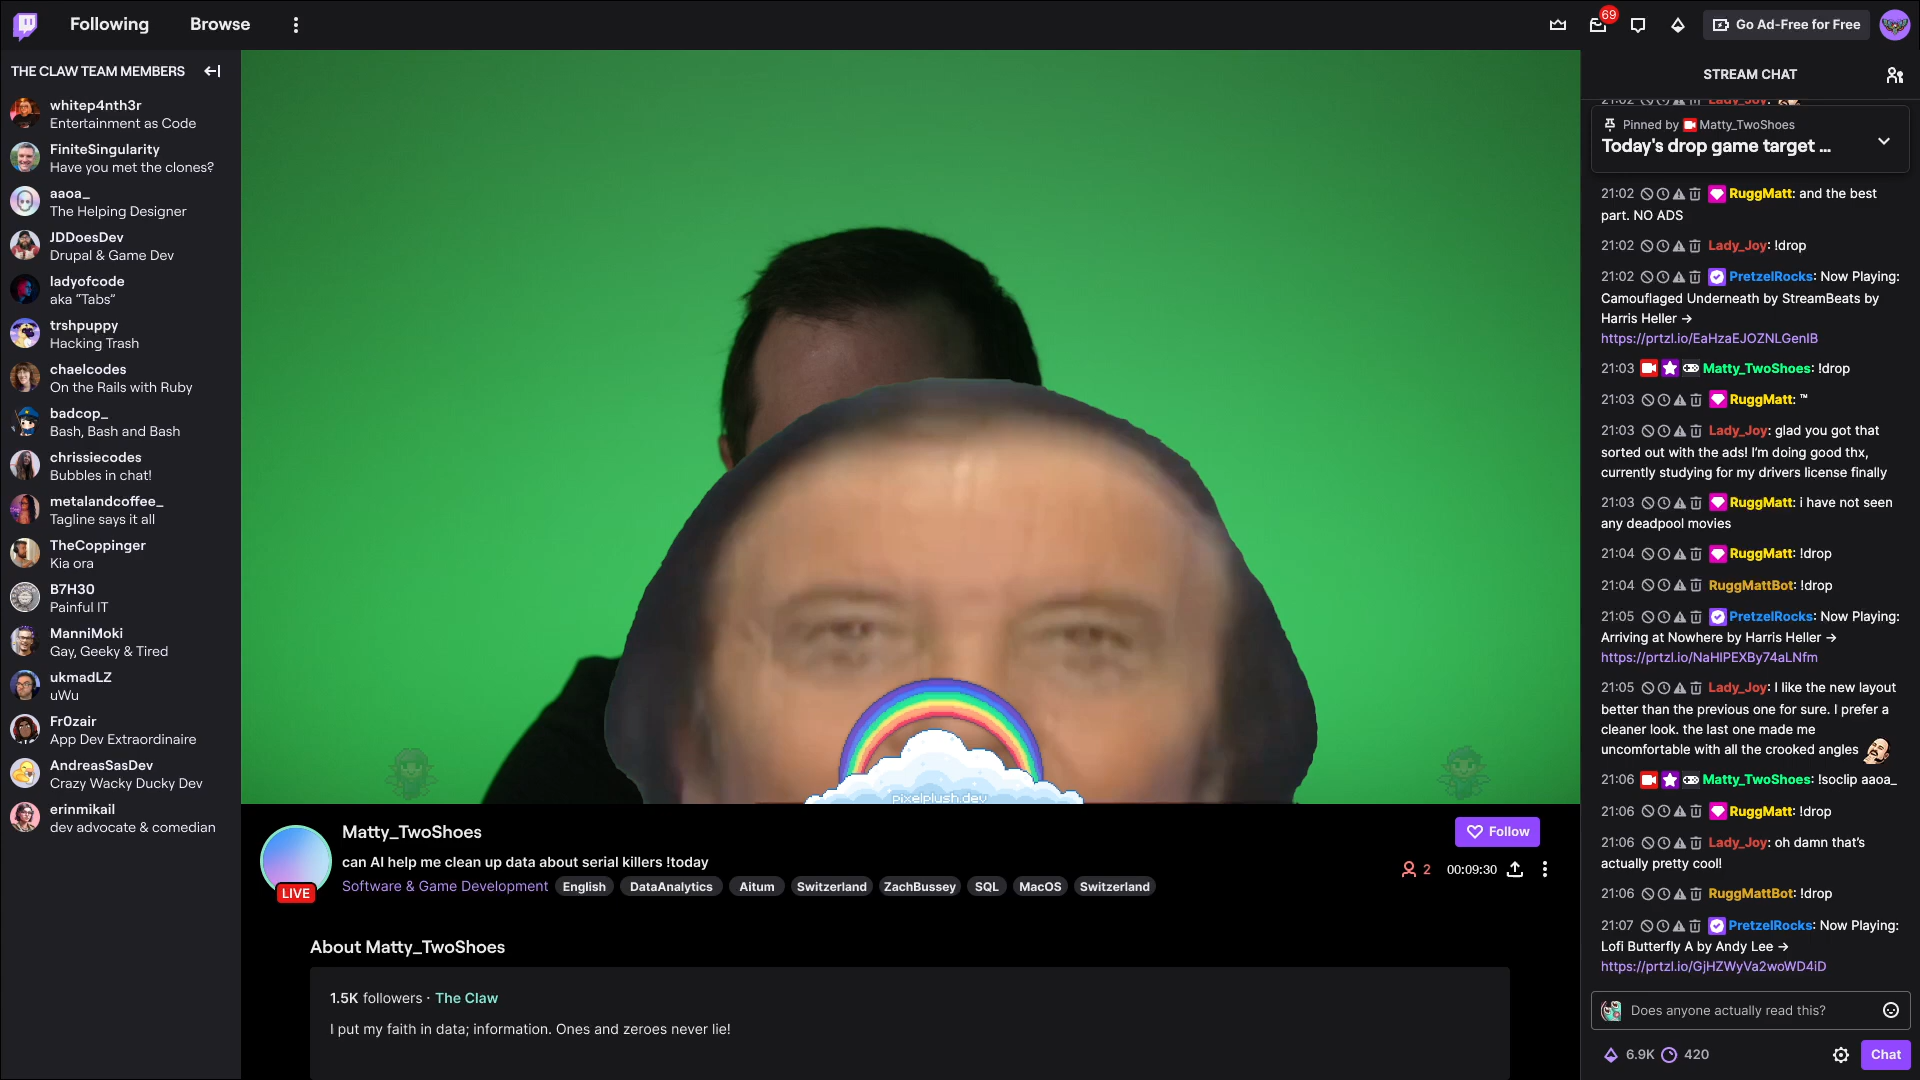 Following
Browse
69
Go Ad-Free for Free
THE CLAW TEAM MEMBERS
whitep4nth3r
Entertainment as Code
FiniteSingularity
Have you met the clones?
aaoa_
The Helping Designer
JDDoesDev
Drupal & Game Dev
ladyofcode
aka "Tabs"
trshpuppy
Hacking Trash
chaelcodes
On the Rails with Ruby
badcop_
Bash, Bash and Bash
chrissiecodes
Bubbles in chat!
metalandcoffee_
Tagline says it all
TheCoppinger
Kia ora
B7H30
Painful IT
ManniMoki
Gay, Geeky & Tired
ukmadLZ
uWu
Fr0zair
App Dev Extraordinaire
AndreasSasDev
Crazy Wacky Ducky Dev
erinmikail
dev advocate & comedian
pixelplush.dev
Matty_TwoShoes
Follow
can AI help me clean up data about serial killers !today
2
00:09:30
Software & Game Development English DataAnalytics Aitum Switzerland ZachBussey SQL MacOS Switzerland
LIVE
About Matty_TwoShoes
1.5K followers · The Claw
I put my faith in data; information. Ones and zeroes never lie!
STREAM CHAT
21:02 Lady_Joy:
Pinned by Matty_TwoShoes
Today's drop game target ...
21:02 RuggMatt: and the best
part. NO ADS
21:02 Lady_Joy: !drop
21:02 PretzelRocks: Now Playing:
Camouflaged Underneath by StreamBeats by
Harris Heller →
https://prtzl.io/EaHzaEJOZNLGenIB
21:03 Matty_TwoShoes: !drop
21:03 RuggMatt: ™
21:03 Lady_Joy: glad you got that
sorted out with the ads! I'm doing good thx,
currently studying for my drivers license finally
21:03 RuggMatt: i have not seen
any deadpool movies
21:04 RuggMatt: !drop
21:04 RuggMattBot: !drop
21:05 PretzelRocks: Now Playing:
Arriving at Nowhere by Harris Heller →
https://prtzl.io/NaHlPEXBy74aLNfm
21:05 Lady_Joy: I like the new layout
better than the previous one for sure. I prefer a
cleaner look. the last one made me
uncomfortable with all the crooked angles
21:06 Matty_TwoShoes: !soclip aaoa_
21:06 RuggMatt: !drop
21:06 Lady_Joy: oh damn that's
actually pretty cool!
21:06 RuggMattBot: !drop
21:07 PretzelRocks: Now Playing:
Lofi Butterfly A by Andy Lee →
https://prtzl.io/GjHZWyVa2woWD4iD
Does anyone actually read this?
6.9K
420
Chat